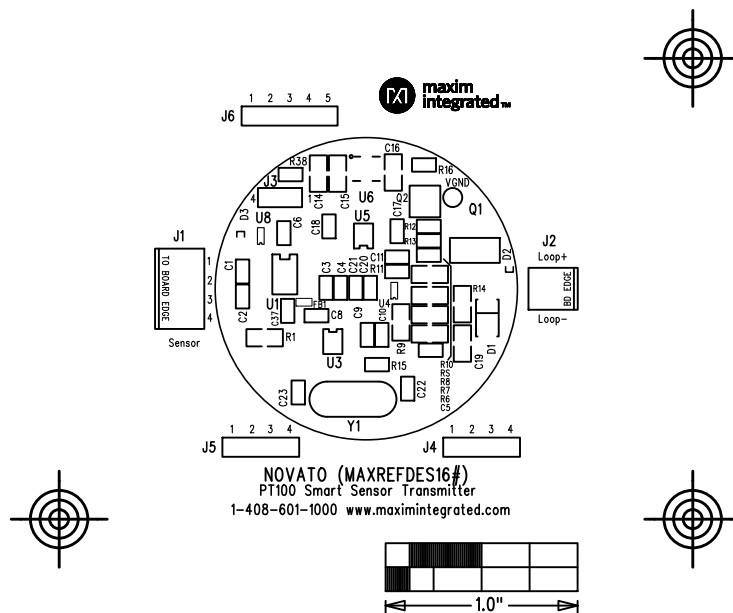 maxim
integrated™
1 2 3 4 5
J6
C16
R38
R16
J3
VGND
4 1
C14
C15
U6
Q2
Q1
D3
U8
C6
C18
U5
C17
R12
R13
J1
J2
TO BOARD EDGE
1
2
3
4
Sensor
C1
C2
U1
C37
FB1
C3
C4
C21
C20
C11
R11
D2
Loop+
BD EDGE
Loop-
U4
R14
C8
C9
C10
R1
U3
R9
D1
C19
R15
R10
RS
R8
R7
R6
C5
C23
C22
Y1
1 2 3 4
J5
1 2 3 4
J4
NOVATO (MAXREFDES16#)
PT100 Smart Sensor Transmitter
1-408-601-1000 www.maximintegrated.com
1.0"